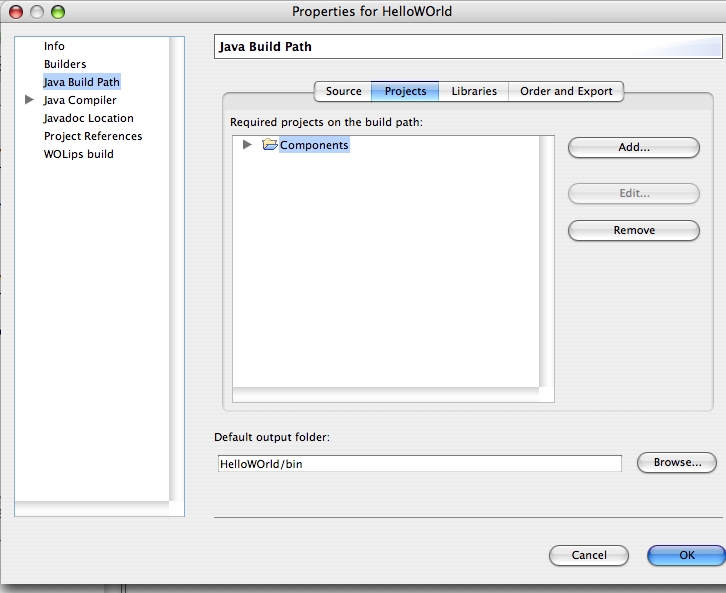 Properties for HelloWOrld
Info
Builders
Java Build Path
Java Compiler
Javadoc Location
Project References
WOLips build
Java Build Path
Source Projects Libraries Order and Export
Required projects on the build path:
Components
Add...
Edit...
Remove
Default output folder:
HelloWOrld/bin
Browse...
Cancel
OK